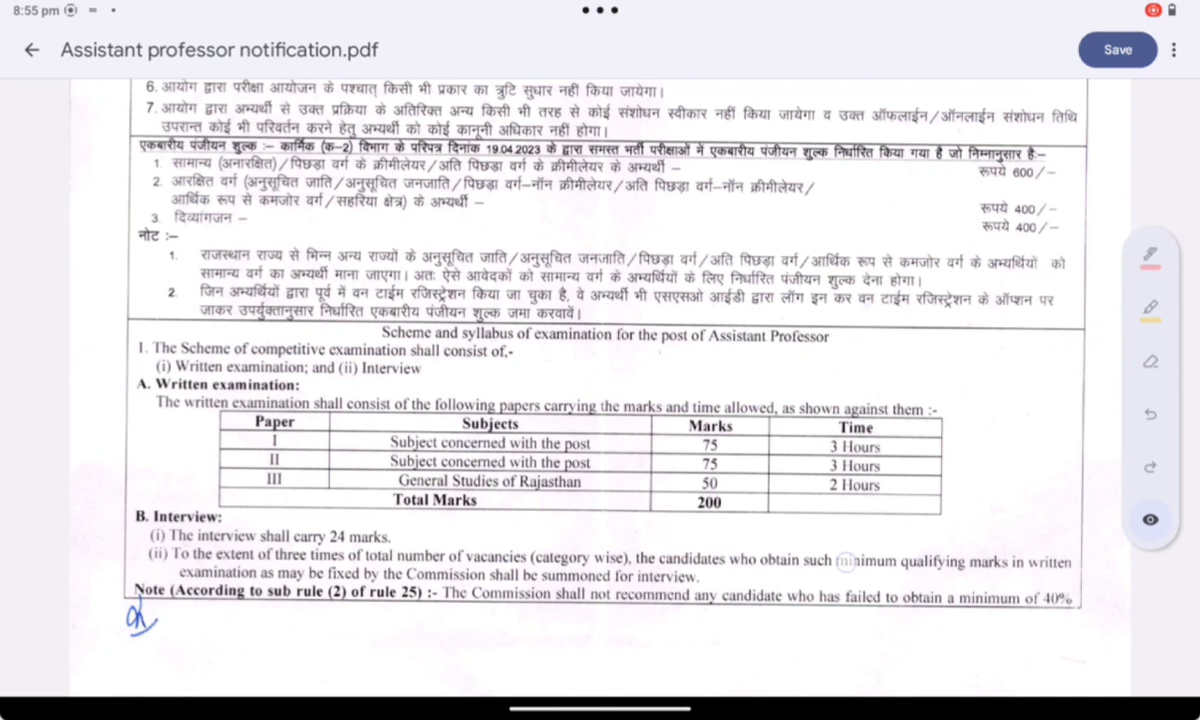 8:55 pm
Assistant professor notification.pdf
Save
6. आयोग द्वारा परीक्षा आयोजन के पश्चात् किसी भी प्रकार का त्रुटि सुधार नहीं किया जायेगा।
7. आयोग द्वारा अभ्यर्थी से उक्त प्रक्रिया के अतिरिक्त अन्य किसी भी तरह से कोई संशोधन स्वीकार नहीं किया जायेगा व उक्त ऑफलाईन/ऑनलाईन संशोधन तिथि
उपरान्त कोई भी परिवर्तन करने हेतु अभ्यर्थी को कोई कानूनी अधिकार नहीं होगा।
एकबारीय पंजीयन शुल्क :– कार्मिक (क–2) विभाग के परिपत्र दिनांक 19.04.2023 के द्वारा समस्त भर्ती परीक्षाओं में एकबारीय पंजीयन शुल्क निर्धारित किया गया है जो निम्नानुसार है:–
1. सामान्य (अनारक्षित)/पिछड़ा वर्ग के क्रीमीलेयर/अति पिछड़ा वर्ग के क्रीमीलेयर के अभ्यर्थी – रूपये 600/–
2. आरक्षित वर्ग (अनुसूचित जाति/अनुसूचित जनजाति/पिछड़ा वर्ग–नॉन क्रीमीलेयर/अति पिछड़ा वर्ग–नॉन क्रीमीलेयर/
आर्थिक रूप से कमजोर वर्ग/सहरिया क्षेत्र) के अभ्यर्थी – रूपये 400/–
3. दिव्यांगजन – रूपये 400/–
नोट :–
1. राजस्थान राज्य से भिन्न अन्य राज्यों के अनुसूचित जाति/अनुसूचित जनजाति/पिछड़ा वर्ग/अति पिछड़ा वर्ग/आर्थिक रूप से कमजोर वर्ग के अभ्यर्थियों को
सामान्य वर्ग का अभ्यर्थी माना जाएगा। अतः ऐसे आवेदकों को सामान्य वर्ग के अभ्यर्थियों के लिए निर्धारित पंजीयन शुल्क देना होगा।
2. जिन अभ्यर्थियों द्वारा पूर्व में वन टाईम रजिस्ट्रेशन किया जा चुका है, वे अभ्यर्थी भी एसएसओ आईडी द्वारा लॉग इन कर वन टाईम रजिस्ट्रेशन के ऑप्शन पर
जाकर उपर्युक्तानुसार निर्धारित एकबारीय पंजीयन शुल्क जमा करवावें।
Scheme and syllabus of examination for the post of Assistant Professor
1. The Scheme of competitive examination shall consist of,-
(i) Written examination; and (ii) Interview
A. Written examination:
The written examination shall consist of the following papers carrying the marks and time allowed, as shown against them :-
Paper Subjects Marks Time
I Subject concerned with the post 75 3 Hours
II Subject concerned with the post 75 3 Hours
III General Studies of Rajasthan 50 2 Hours
Total Marks 200
B. Interview:
(i) The interview shall carry 24 marks.
(ii) To the extent of three times of total number of vacancies (category wise), the candidates who obtain such minimum qualifying marks in written
examination as may be fixed by the Commission shall be summoned for interview.
Note (According to sub rule (2) of rule 25) :- The Commission shall not recommend any candidate who has failed to obtain a minimum of 40%